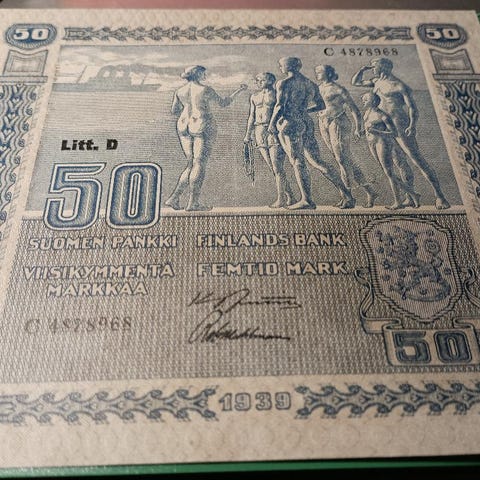 50 50
C 4878968
Litt. D
50
SUOMEN PANKKI FINLANDS BANK
VIISIKYMMENTÄ FEMTIO MARK
MARKKAA
C 4878968
50
1939